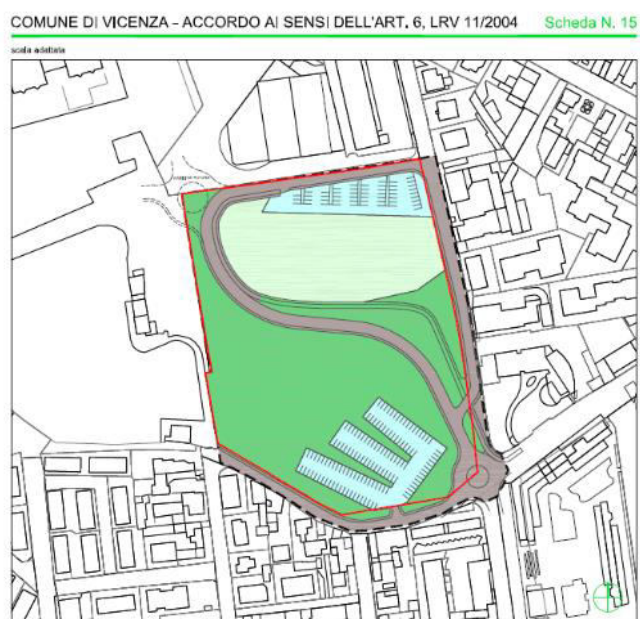 COMUNE DI VICENZA - ACCORDO AI SENSI DELL'ART. 6, LRV 11/2004 Scheda N. 15
scala adattata